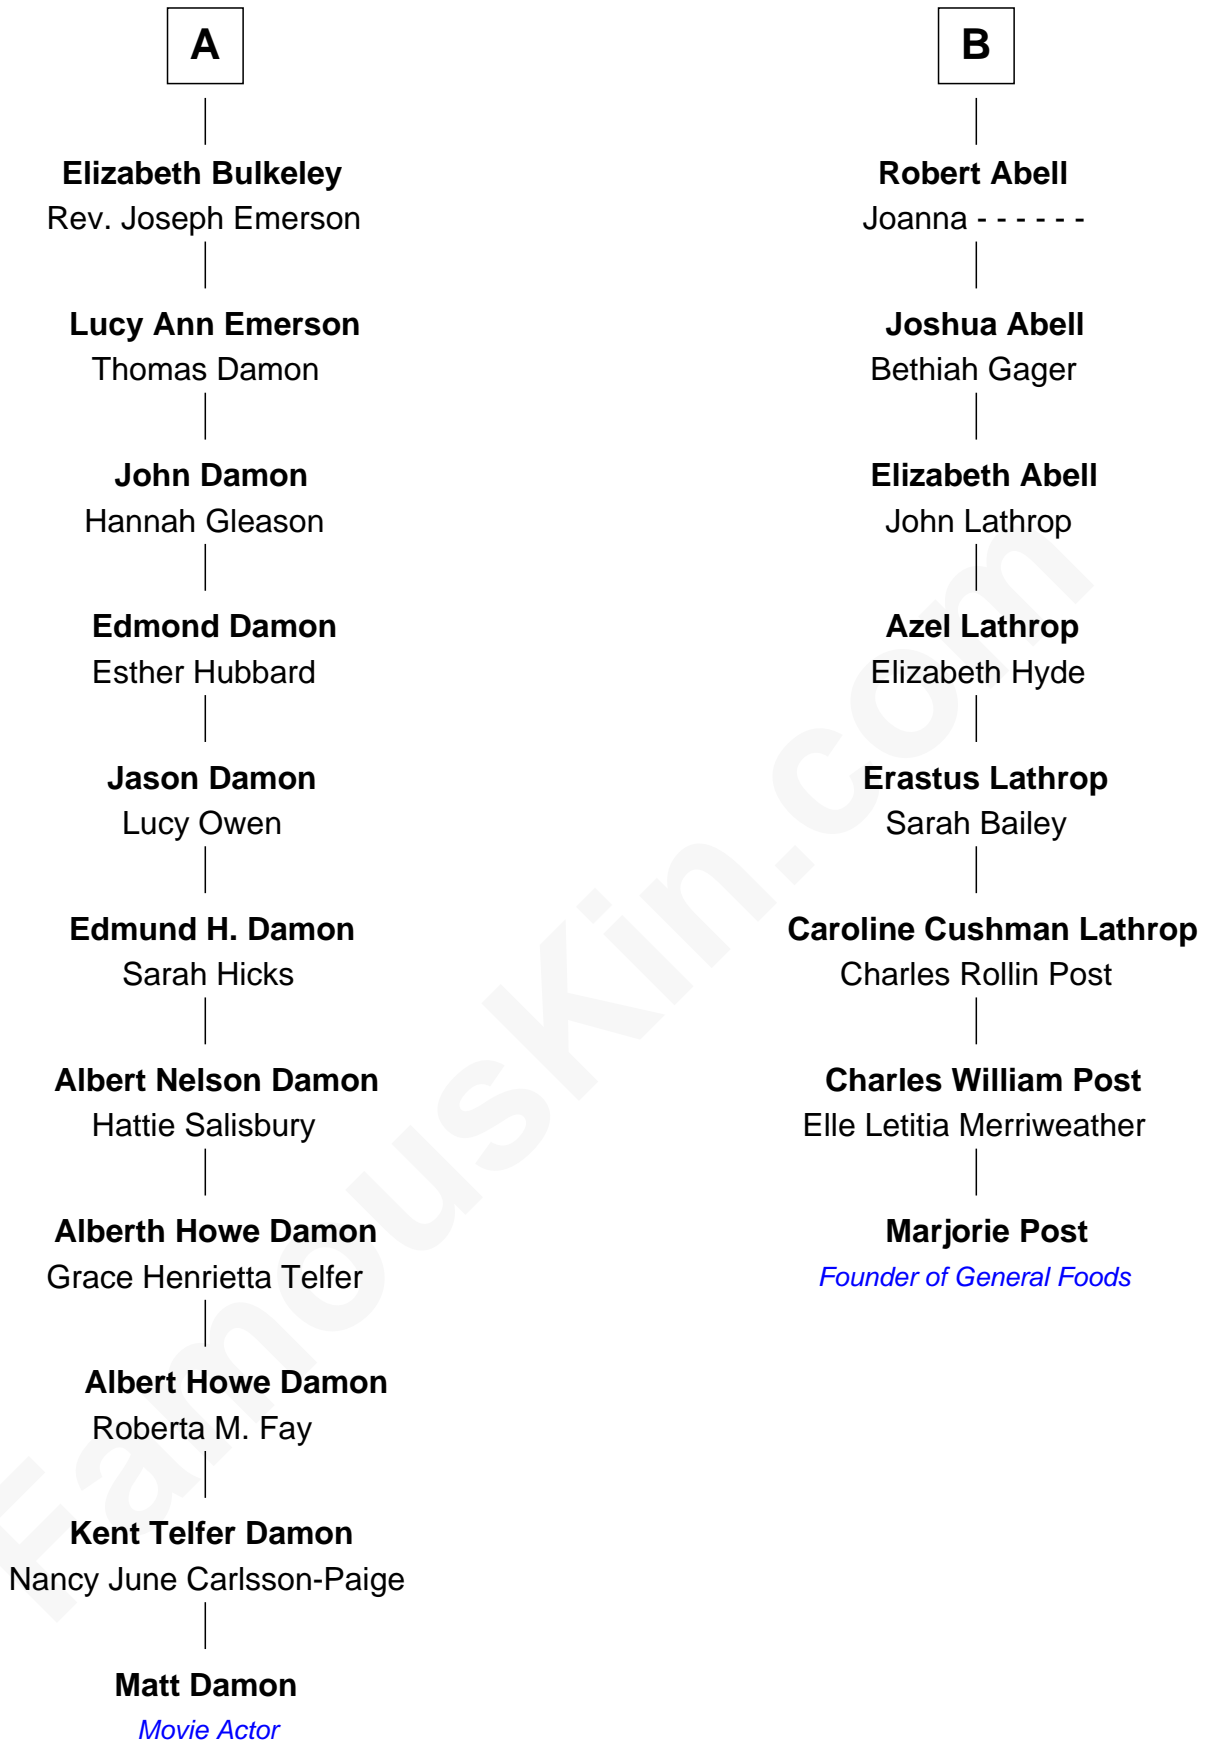 A
Elizabeth Bulkeley
Rev. Joseph Emerson
Lucy Ann Emerson
Thomas Damon
John Damon
Hannah Gleason
Edmond Damon
Esther Hubbard
Jason Damon
Lucy Owen
Edmund H. Damon
Sarah Hicks
Albert Nelson Damon
Hattie Salisbury
Alberth Howe Damon
Grace Henrietta Telfer
Albert Howe Damon
Roberta M. Fay
Kent Telfer Damon
Nancy June Carlsson-Paige
Matt Damon
Movie Actor
B
Robert Abell
Joanna - - - - - -
Joshua Abell
Bethiah Gager
Elizabeth Abell
John Lathrop
Azel Lathrop
Elizabeth Hyde
Erastus Lathrop
Sarah Bailey
Caroline Cushman Lathrop
Charles Rollin Post
Charles William Post
Elle Letitia Merriweather
Marjorie Post
Founder of General Foods
FamousKin.com